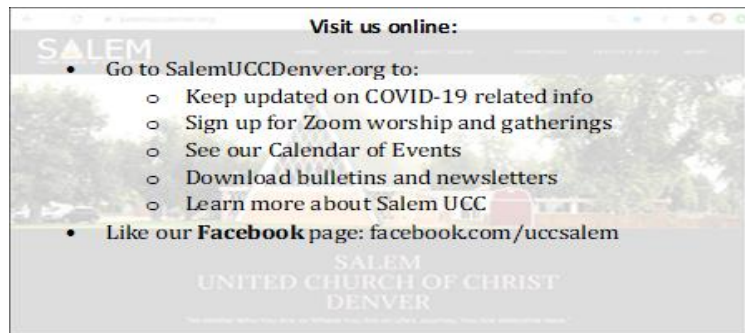 Visit us online:
SALEM
• Go to SalemUCCDenver.org to:
o Keep updated on COVID-19 related info
o Sign up for Zoom worship and gatherings
o See our Calendar of Events
o Download bulletins and newsletters
o Learn more about Salem UCC
• Like our Facebook page: facebook.com/uccsalem
SALEM
UNITED CHURCH OF CHRIST
DENVER